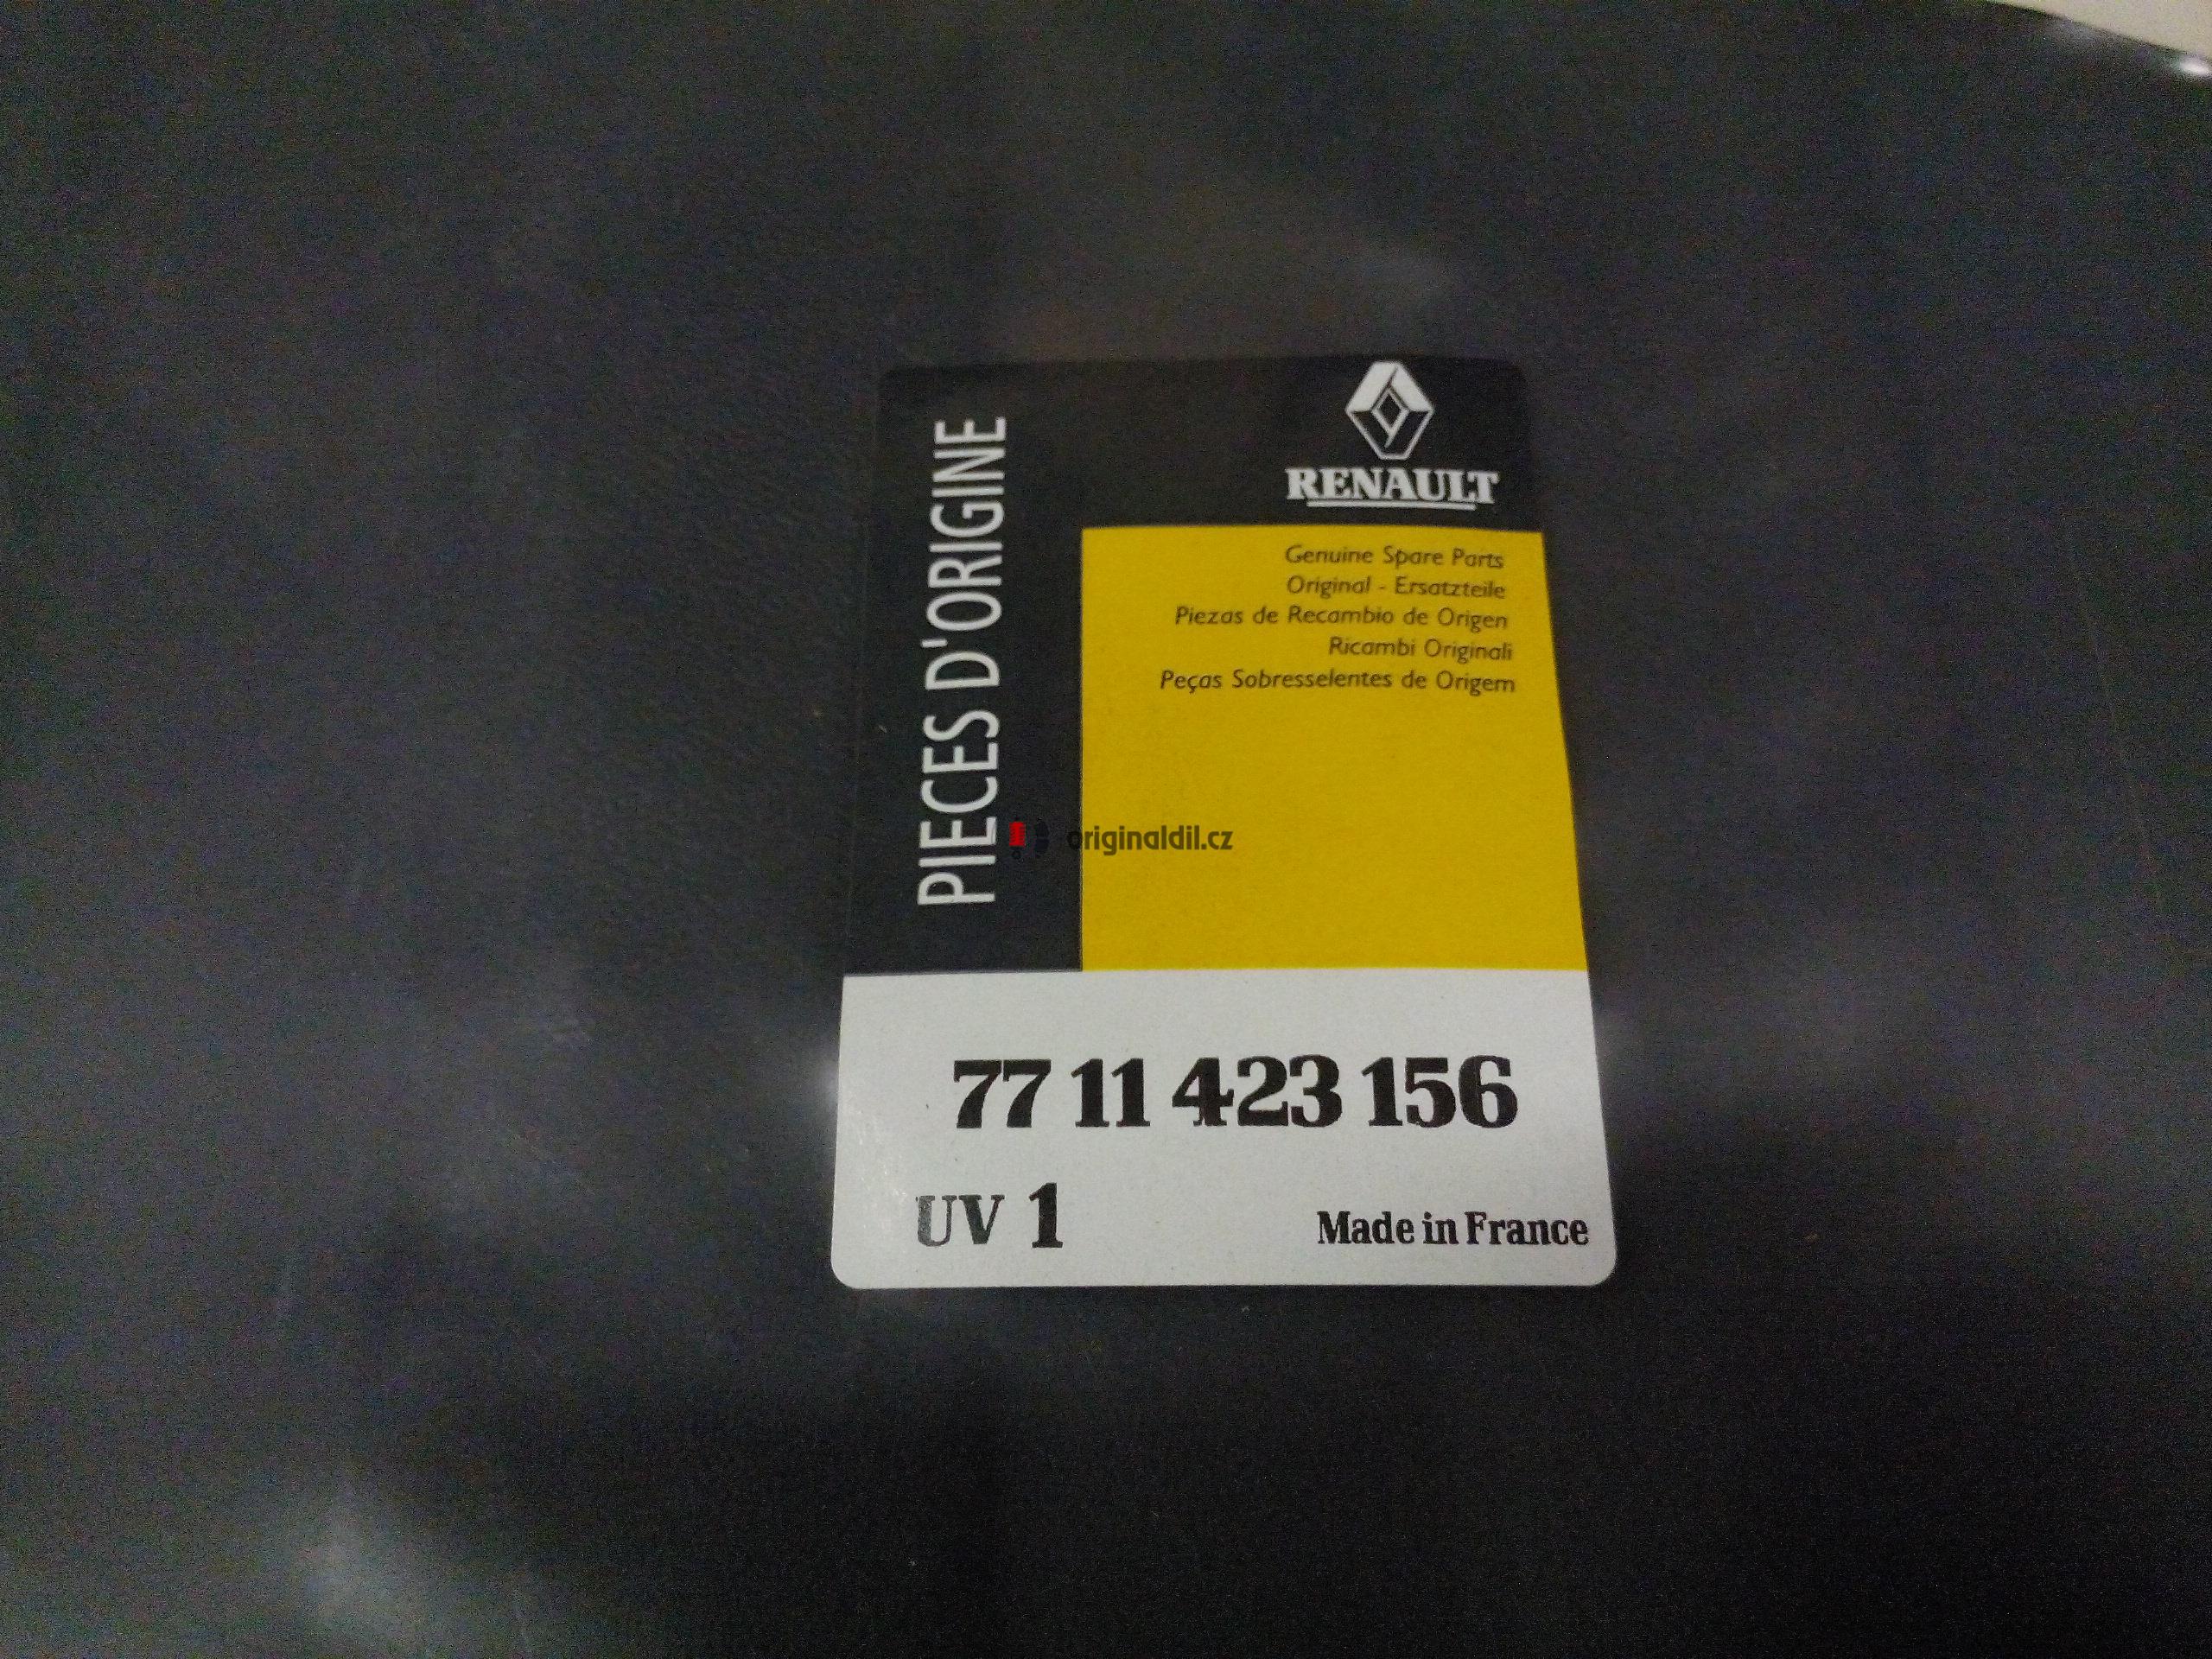 RENAULT
PIECES D'ORIGINE
Genuine Spare Parts
Original - Ersatzteile
Piezas de Recambio de Origen
Ricambi Originali
Peças Sobresselentes de Origem
originaldil.cz
77 11 423 156
UV 1
Made in France